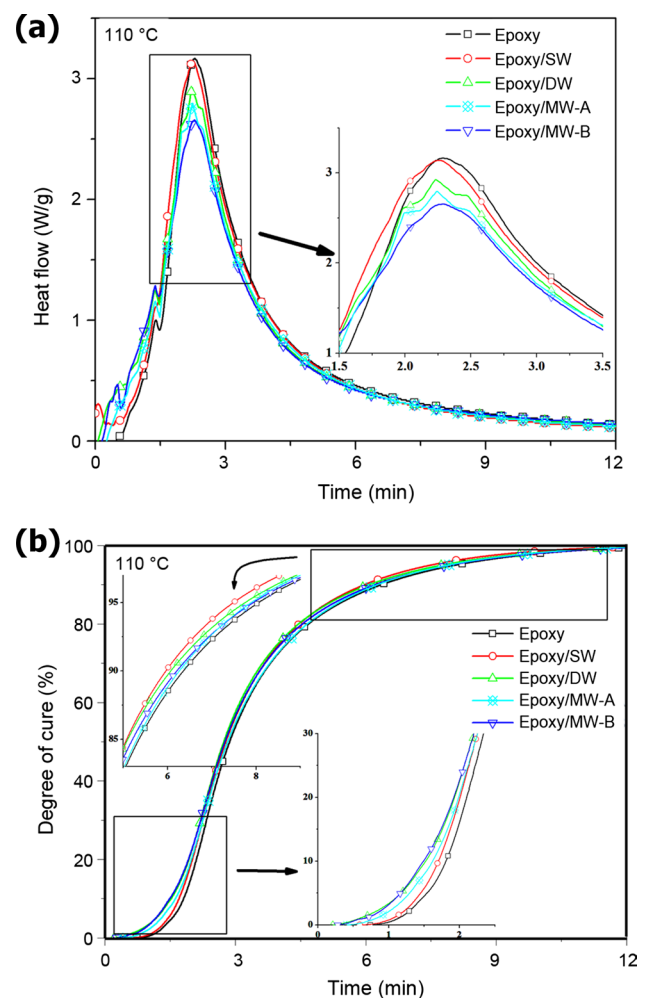 (a)
110 °C
Epoxy
Epoxy/SW
Epoxy/DW
Epoxy/MW-A
Epoxy/MW-B
Heat flow (W/g)
3
2
1
0
3
2
1
1.5 2.0 2.5 3.0 3.5
0 3 6 9 12
Time (min)
(b)
110 °C
Epoxy
Epoxy/SW
Epoxy/DW
Epoxy/MW-A
Epoxy/MW-B
Degree of cure (%)
100
80
60
40
20
0
95
90
85
6 8
30
20
10
0
0 1 2
0 3 6 9 12
Time (min)